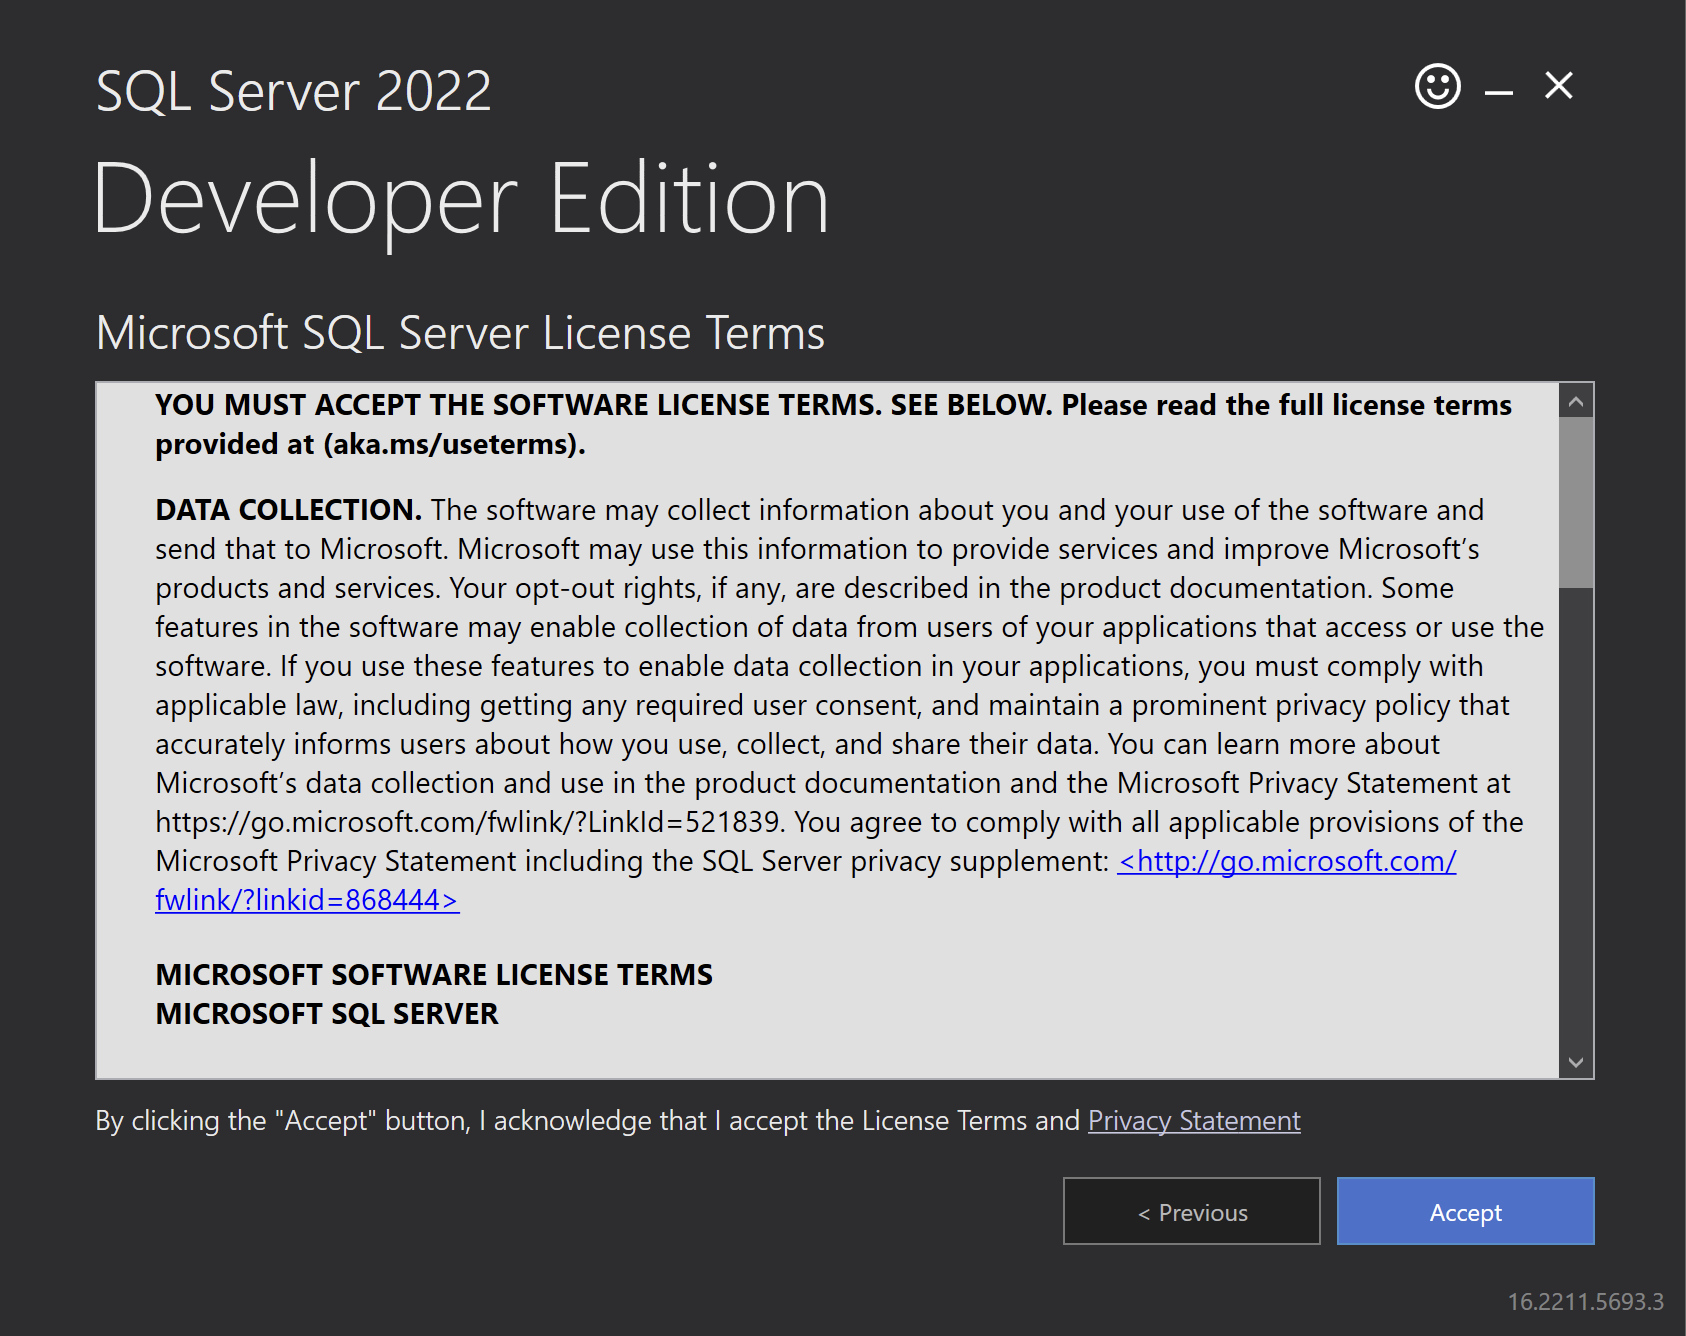 SQL Server 2022
Developer Edition
Microsoft SQL Server License Terms
YOU MUST ACCEPT THE SOFTWARE LICENSE TERMS. SEE BELOW. Please read the full license terms
provided at (aka.ms/useterms).
DATA COLLECTION. The software may collect information about you and your use of the software and
send that to Microsoft. Microsoft may use this information to provide services and improve Microsoft’s
products and services. Your opt-out rights, if any, are described in the product documentation. Some
features in the software may enable collection of data from users of your applications that access or use the
software. If you use these features to enable data collection in your applications, you must comply with
applicable law, including getting any required user consent, and maintain a prominent privacy policy that
accurately informs users about how you use, collect, and share their data. You can learn more about
Microsoft’s data collection and use in the product documentation and the Microsoft Privacy Statement at
https://go.microsoft.com/fwlink/?LinkId=521839. You agree to comply with all applicable provisions of the
Microsoft Privacy Statement including the SQL Server privacy supplement: <http://go.microsoft.com/
fwlink/?linkid=868444>
MICROSOFT SOFTWARE LICENSE TERMS
MICROSOFT SQL SERVER
By clicking the "Accept" button, I acknowledge that I accept the License Terms and Privacy Statement
< Previous
Accept
16.2211.5693.3